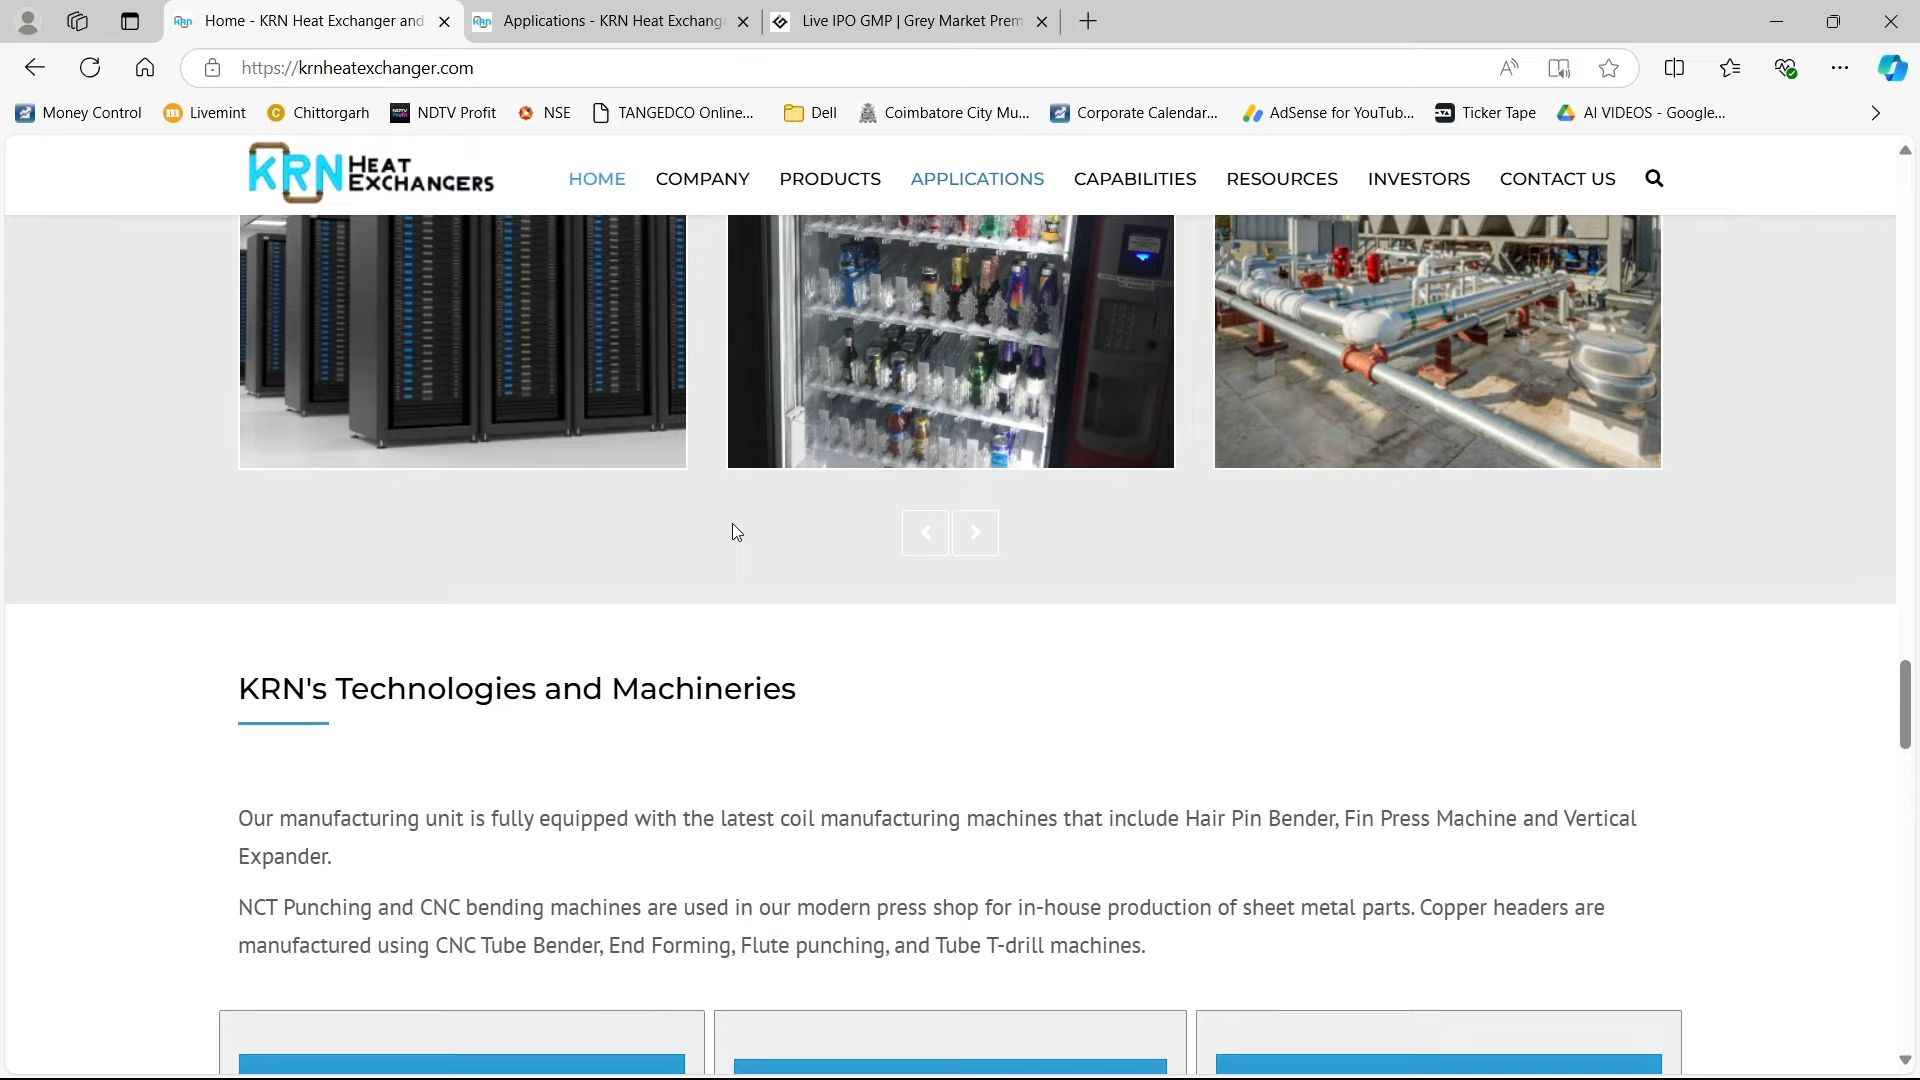 Home - KRN Heat Exchanger and
Applications - KRN Heat Exchang
Live IPO GMP | Grey Market Prem
https://krnheatexchanger.com
Money Control
Livemint
Chittorgarh
NDTV Profit
NSE
TANGEDCO Online...
Dell
Coimbatore City Mu...
Corporate Calendar...
AdSense for YouTub...
Ticker Tape
AI VIDEOS - Google...
KRN HEAT EXCHANGERS
HOME
COMPANY
PRODUCTS
APPLICATIONS
CAPABILITIES
RESOURCES
INVESTORS
CONTACT US
KRN's Technologies and Machineries
Our manufacturing unit is fully equipped with the latest coil manufacturing machines that include Hair Pin Bender, Fin Press Machine and Vertical
Expander.
NCT Punching and CNC bending machines are used in our modern press shop for in-house production of sheet metal parts. Copper headers are
manufactured using CNC Tube Bender, End Forming, Flute punching, and Tube T-drill machines.